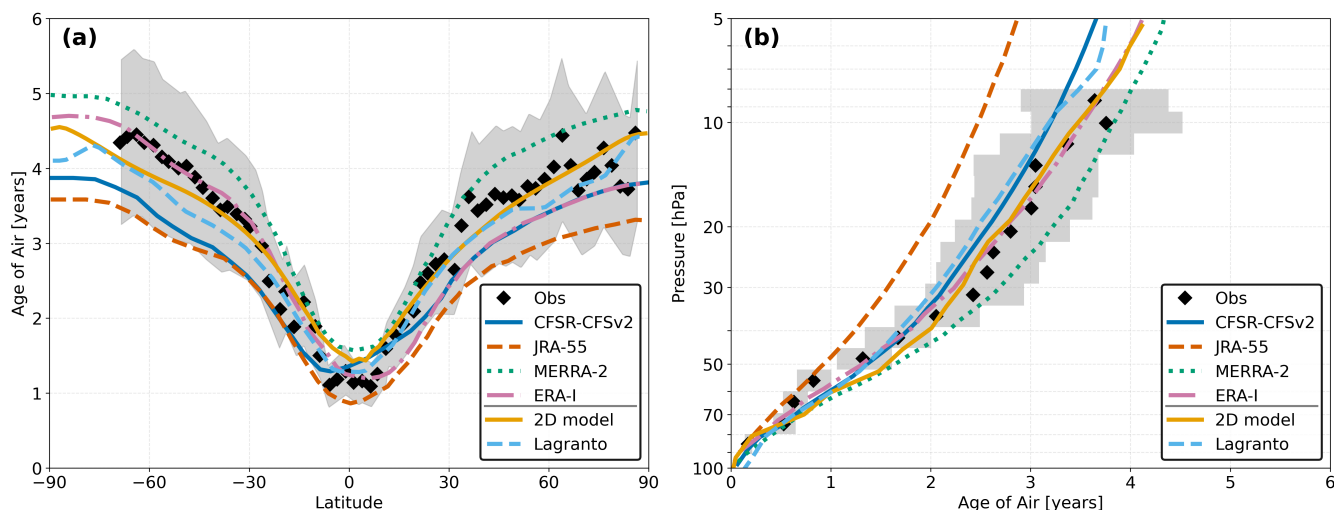 (a)
Age of Air [years]
6
5
4
3
2
1
0
−90
−60
−30
0
30
60
90
Latitude
Obs
CFSR-CFSv2
JRA-55
MERRA-2
ERA-I
2D model
Lagranto
(b)
Pressure [hPa]
5
10
20
30
50
70
100
0
1
2
3
4
5
6
Age of Air [years]
Obs
CFSR-CFSv2
JRA-55
MERRA-2
ERA-I
2D model
Lagranto